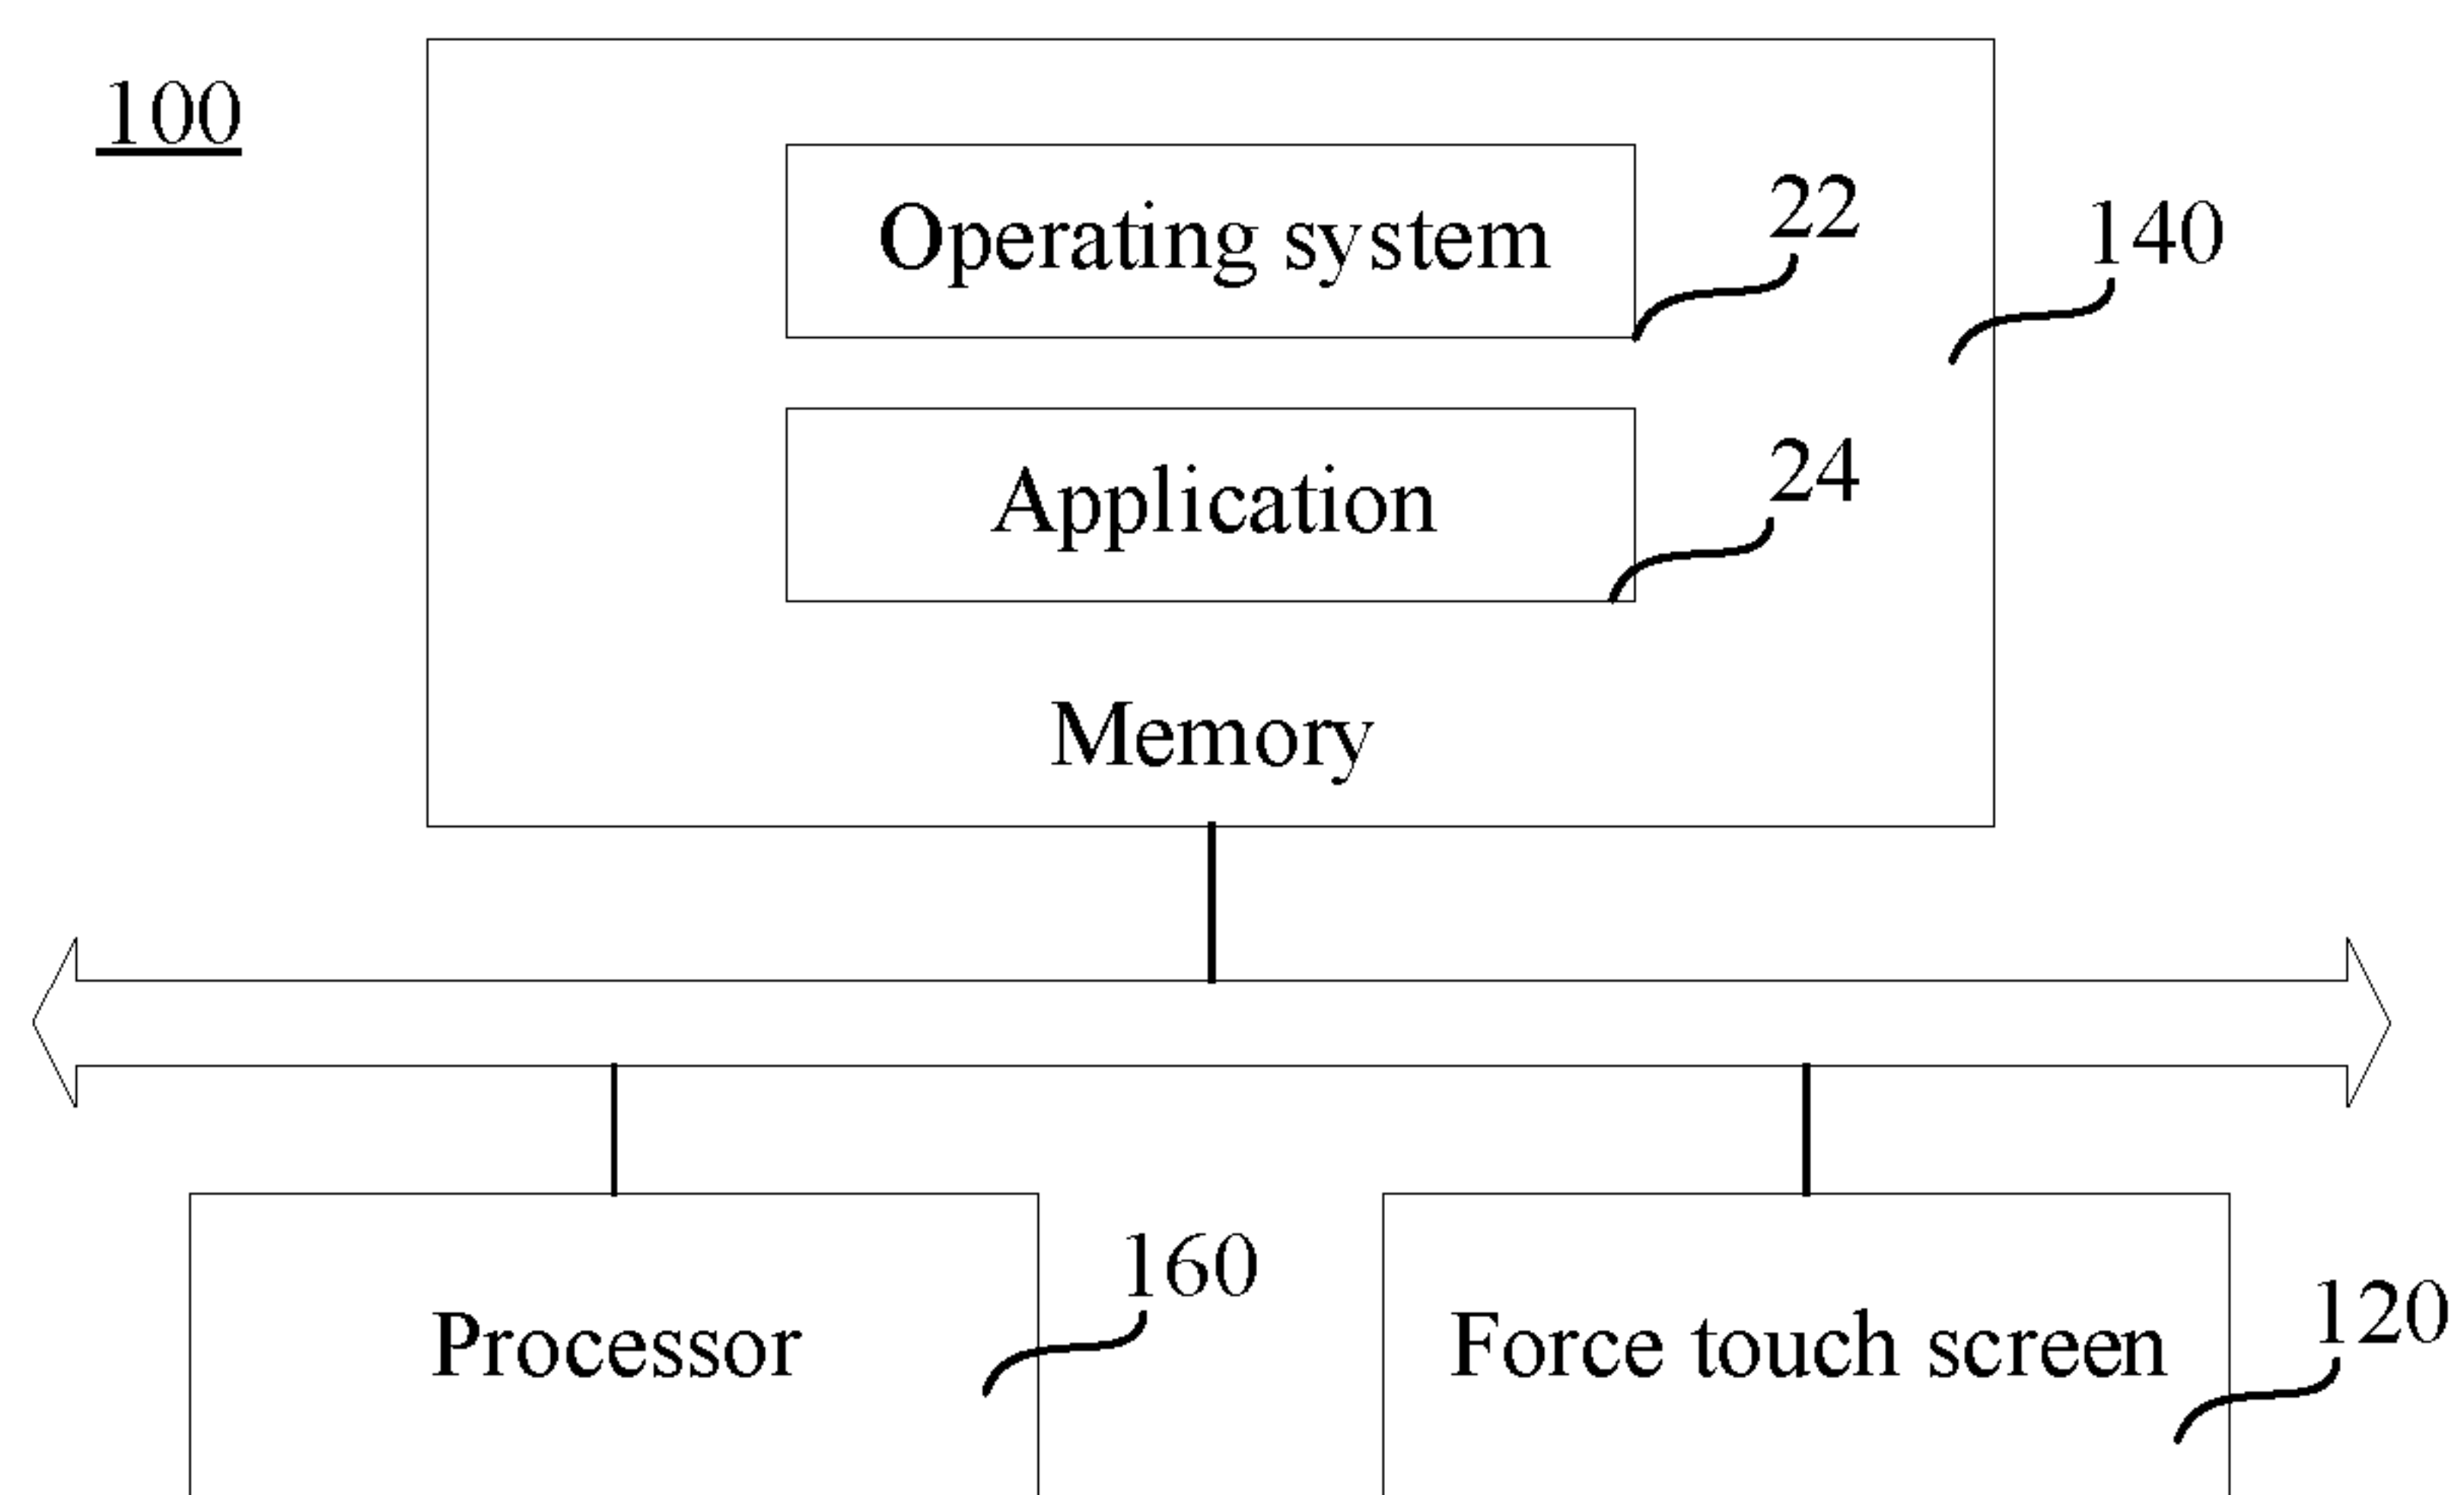 100
Operating system
22
140
Application
24
Memory
160
Processor
Force touch screen
120